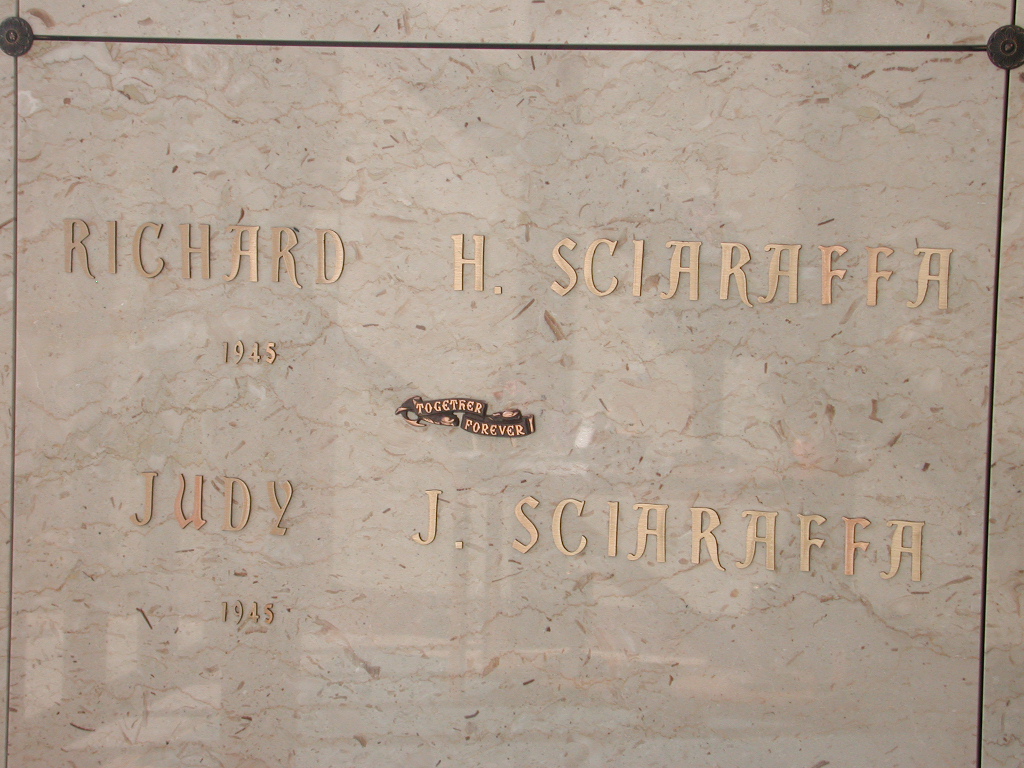 RICHARD H. SCIARAFFA
1945
TOGETHER
FOREVER
JUDY J. SCIARAFFA
1945